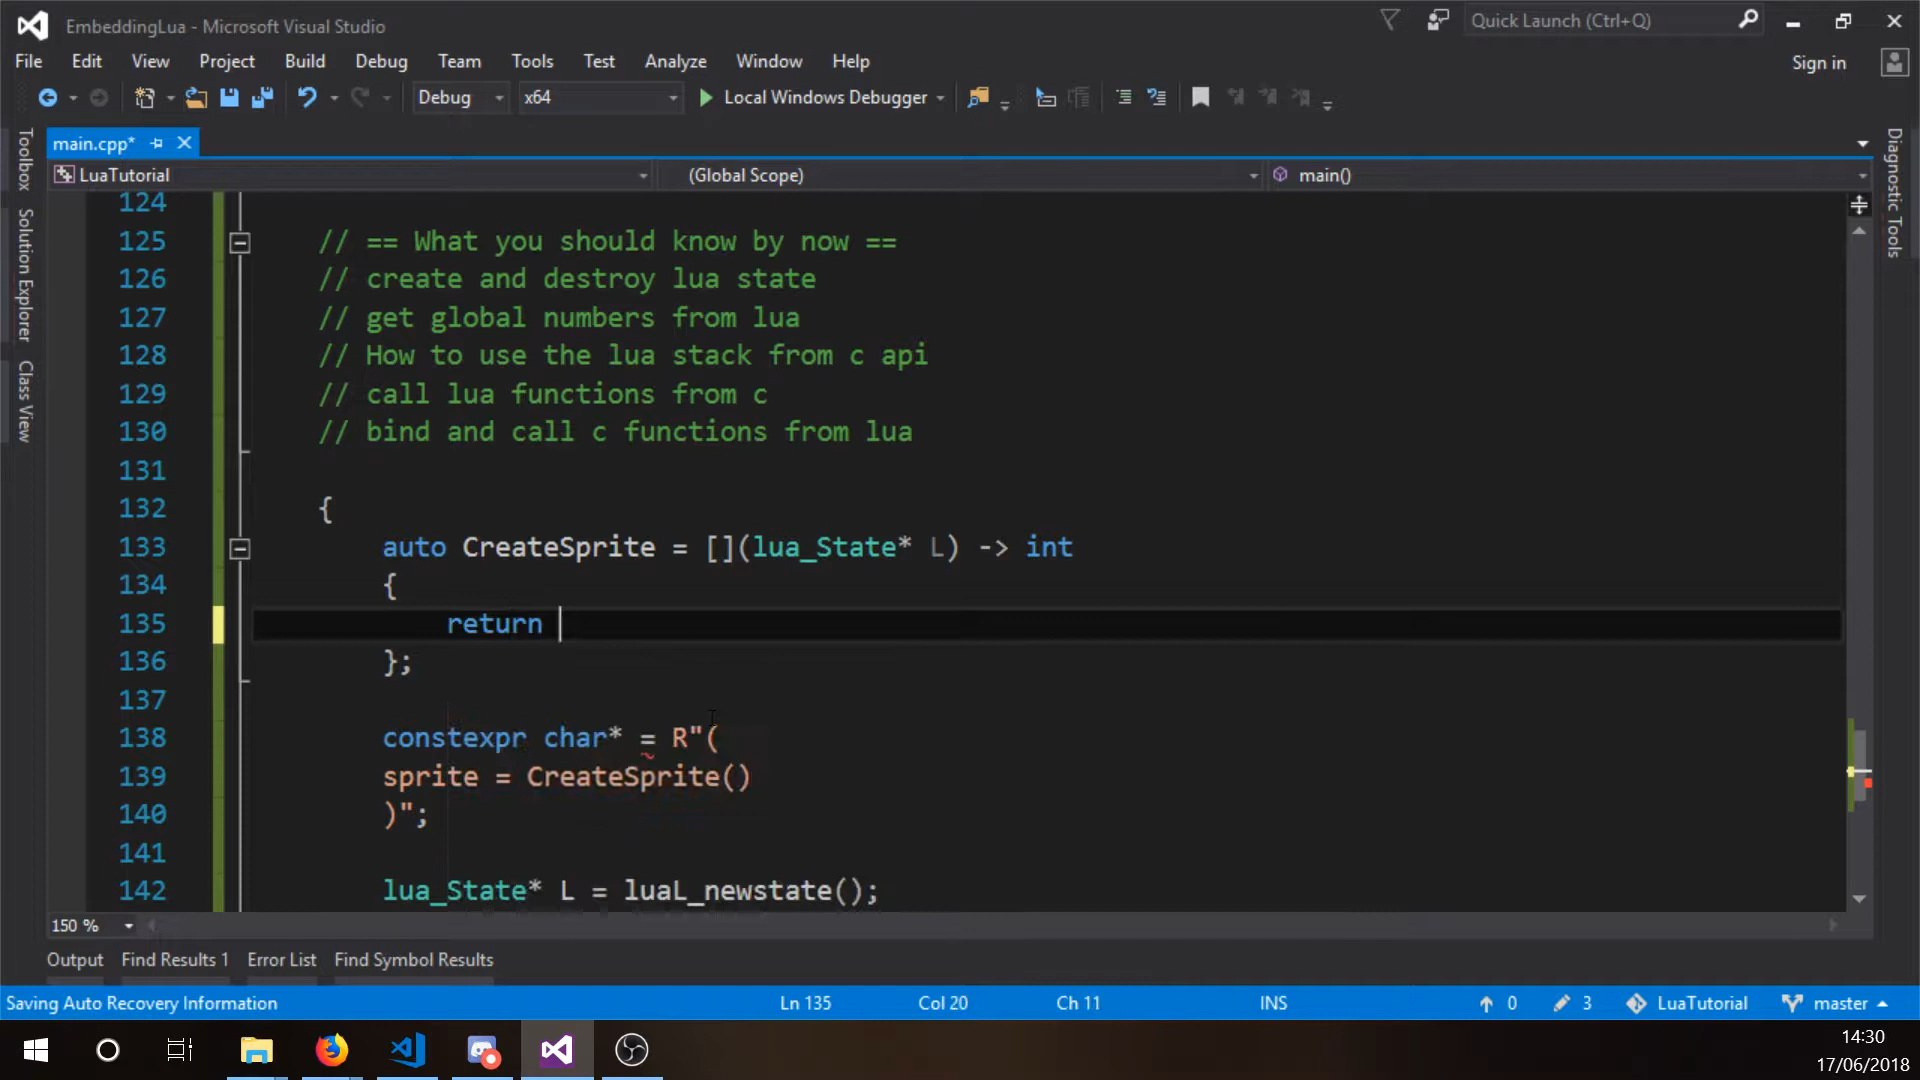 EmbeddingLua - Microsoft Visual Studio
Quick Launch (Ctrl+Q)
File Edit View Project Build Debug Team Tools Test Analyze Window Help
Sign in
Debug x64 Local Windows Debugger
main.cpp*
LuaTutorial (Global Scope) main()
Toolbox
Solution Explorer
Class View
Diagnostic Tools
124
125 // == What you should know by now ==
126 // create and destroy lua state
127 // get global numbers from lua
128 // How to use the lua stack from c api
129 // call lua functions from c
130 // bind and call c functions from lua
131
132 {
133 auto CreateSprite = [](lua_State* L) -> int
134 {
135 return
136 };
137
138 constexpr char* = R"(
139 sprite = CreateSprite()
140 )";
141
142 lua_State* L = luaL_newstate();
150 %
Output Find Results 1 Error List Find Symbol Results
Saving Auto Recovery Information Ln 135 Col 20 Ch 11 INS 0 3 LuaTutorial master
14:30
17/06/2018